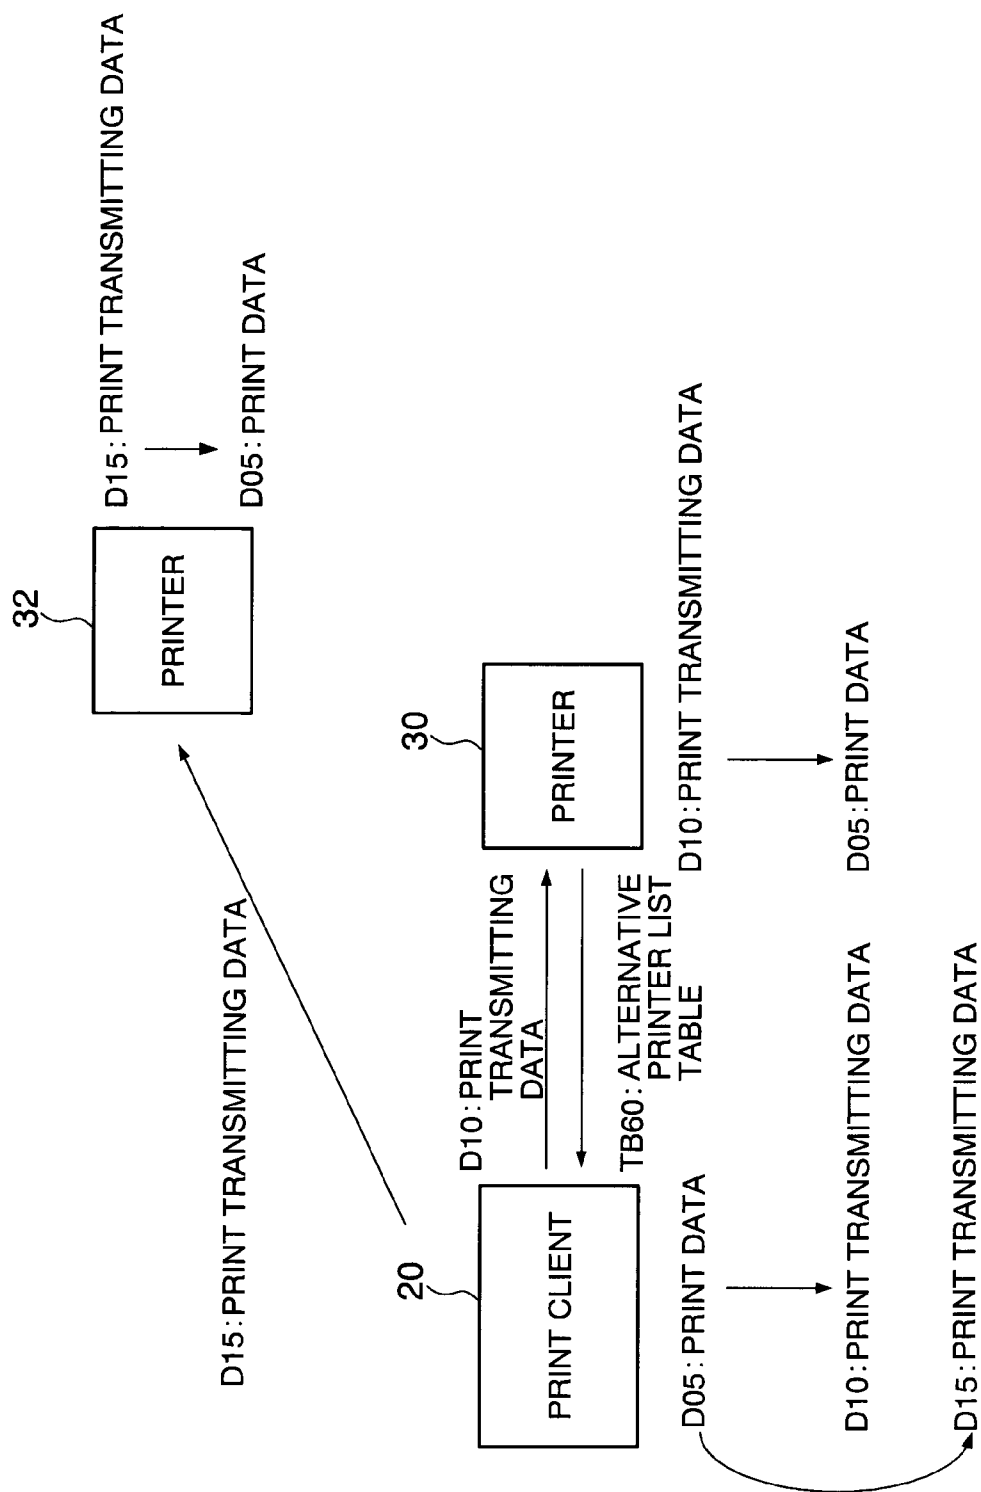 32
PRINTER
D15:PRINT TRANSMITTING DATA
D05:PRINT DATA
D15:PRINT TRANSMITTING DATA
30
PRINTER
D10:PRINT
TRANSMITTING
DATA
TB60:ALTERNATIVE
PRINTER LIST
TABLE
D10:PRINT TRANSMITTING DATA
D05:PRINT DATA
20
PRINT CLIENT
D05:PRINT DATA
D10:PRINT TRANSMITTING DATA
D15:PRINT TRANSMITTING DATA